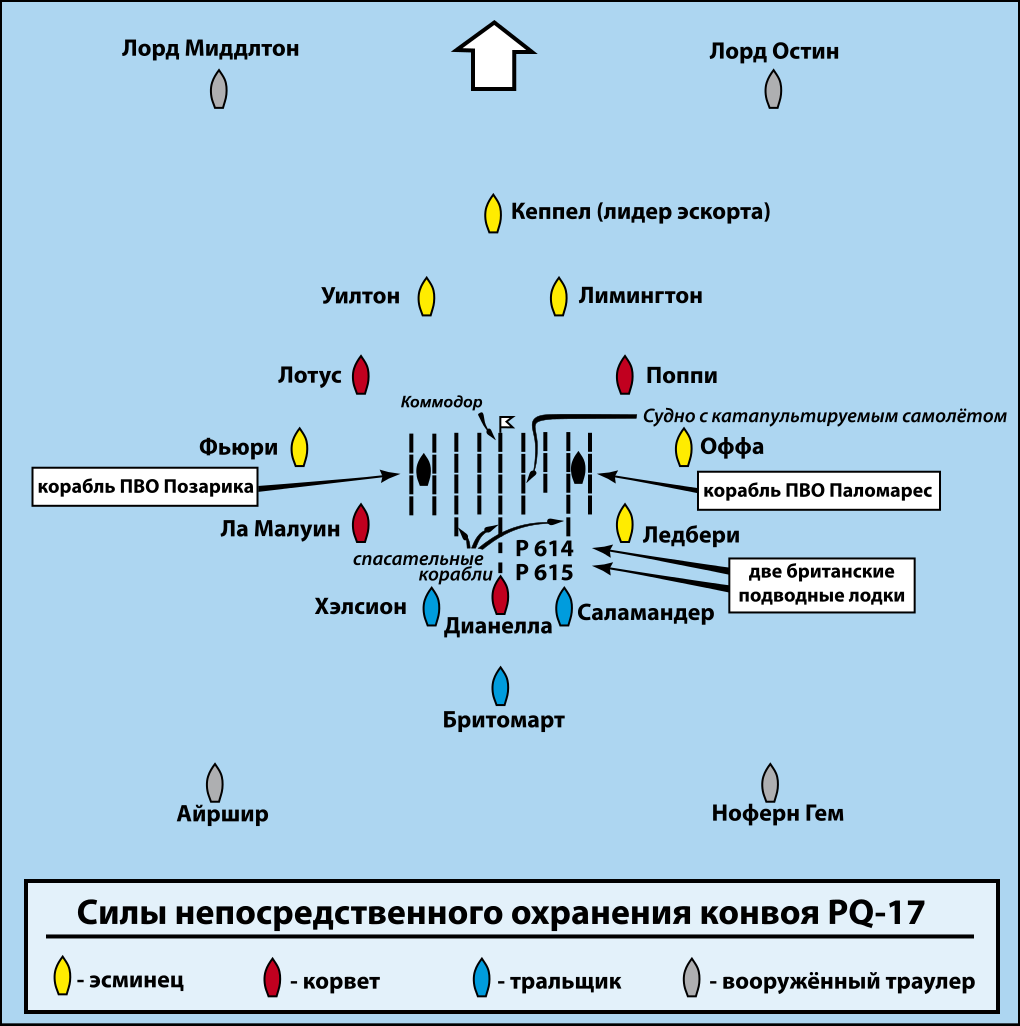 Лорд Миддлтон
Лорд Остин
Кеппел (лидер эскорта)
Уилтон
Лимингтон
Лотус
Поппи
Коммодор
Судно с катапультируемым самолётом
Фьюри
Оффа
корабль ПВО Позарика
корабль ПВО Паломарес
Ла Малуин
Ледбери
спасательные
корабли
P 614
P 615
две британские
подводные лодки
Хэлсион
Дианелла
Саламандер
Бритомарт
Айршир
Ноферн Гем
Силы непосредственного охранения конвоя PQ-17
- эсминец
- корвет
- тральщик
- вооружённый траулер